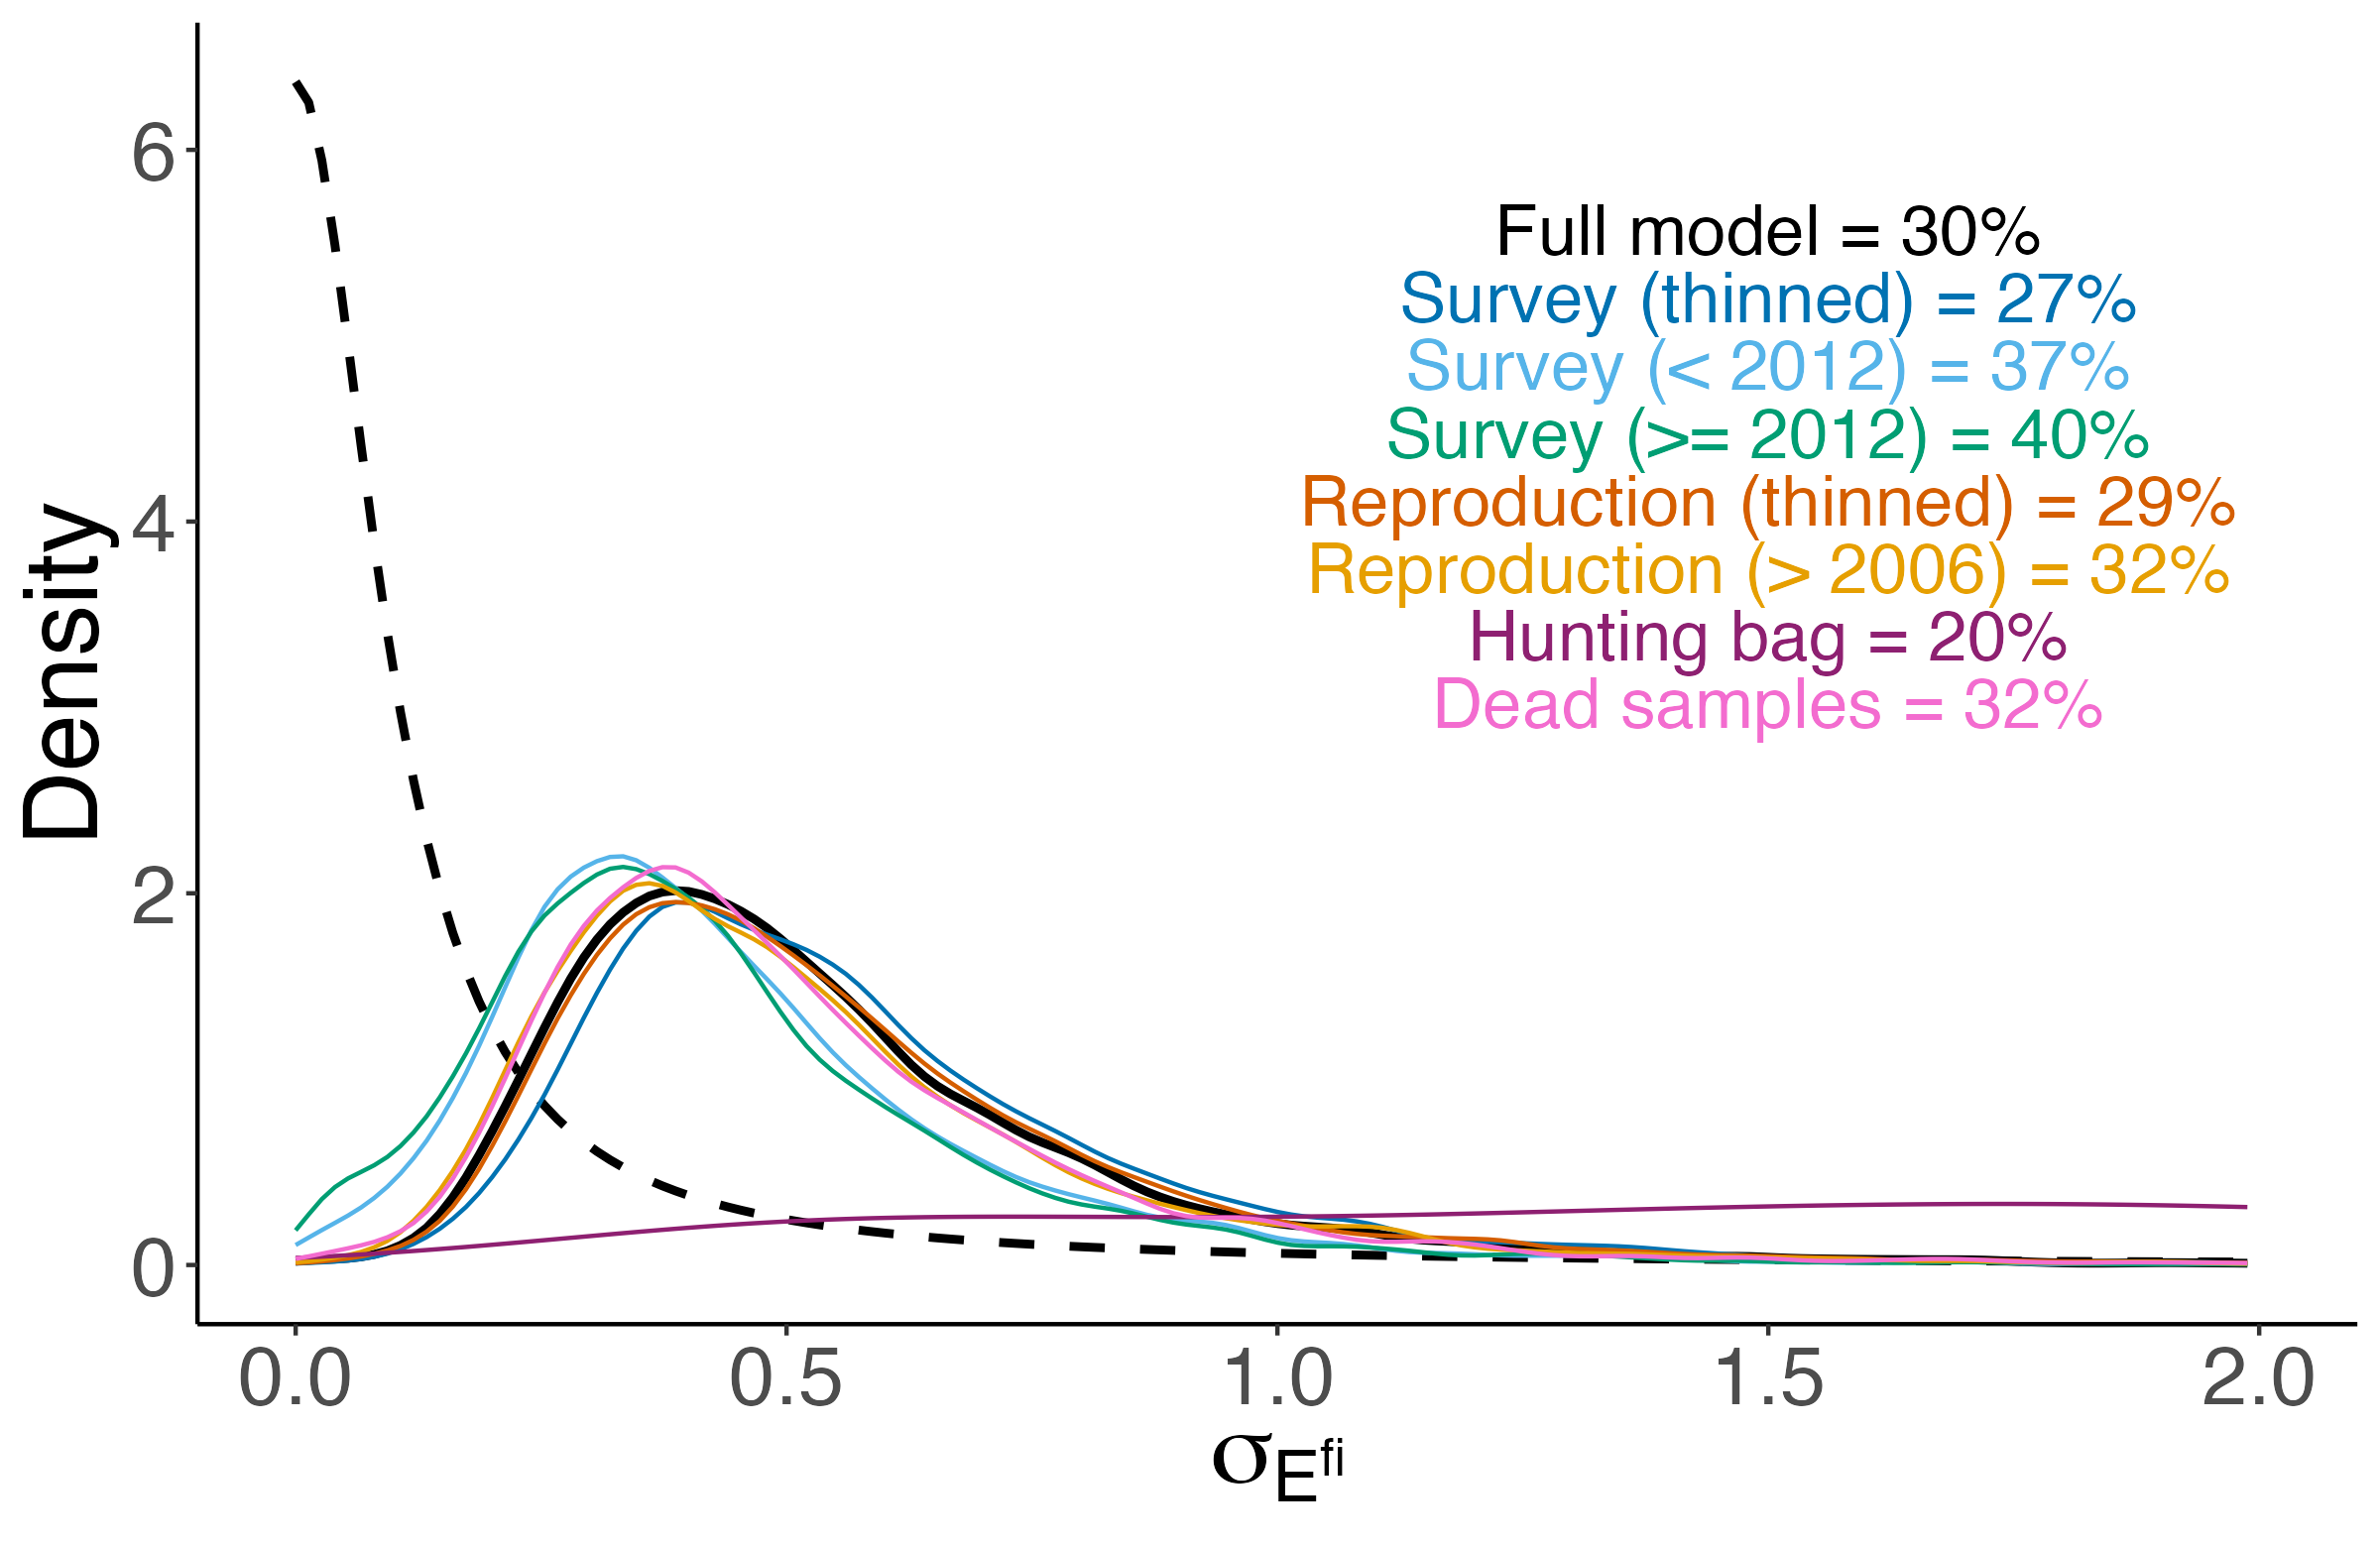 6
4
2
0
Density
Full model = 30%
Survey (thinned) = 27%
Survey (< 2012) = 37%
Survey (>= 2012) = 40%
Reproduction (thinned) = 29%
Reproduction (> 2006) = 32%
Hunting bag = 20%
Dead samples = 32%
0.0 0.5 1.0 1.5 2.0
σEfi